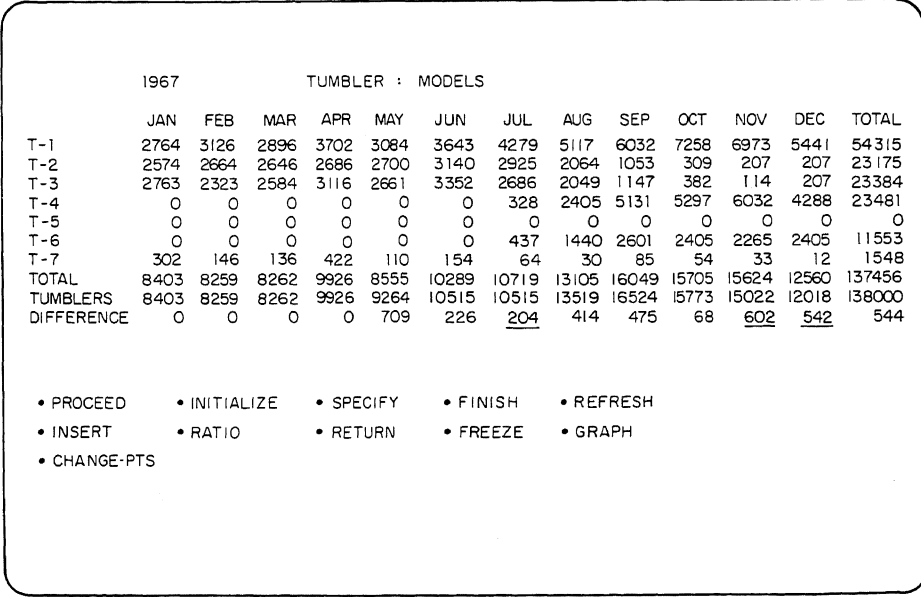 1967 TUMBLER : MODELS
JAN FEB MAR APR MAY JUN JUL AUG SEP OCT NOV DEC TOTAL
T-1 2764 3126 2896 3702 3084 3643 4279 5117 6032 7258 6973 5441 54315
T-2 2574 2664 2646 2686 2700 3140 2925 2064 1053 309 207 207 23175
T-3 2763 2323 2584 3116 2661 3352 2686 2049 1147 382 114 207 23384
T-4 0 0 0 0 0 0 328 2405 5131 5297 6032 4288 23481
T-5 0 0 0 0 0 0 0 0 0 0 0 0 0
T-6 0 0 0 0 0 0 437 1440 2601 2405 2265 2405 11553
T-7 302 146 136 422 110 154 64 30 85 54 33 12 1548
TOTAL 8403 8259 8262 9926 8555 10289 10719 13105 16049 15705 15624 12560 137456
TUMBLERS 8403 8259 8262 9926 9264 10515 10515 13519 16524 15773 15022 12018 138000
DIFFERENCE 0 0 0 0 709 226 204 414 475 68 602 542 544
• PROCEED • INITIALIZE • SPECIFY • FINISH • REFRESH
• INSERT • RATIO • RETURN • FREEZE • GRAPH
• CHANGE-PTS